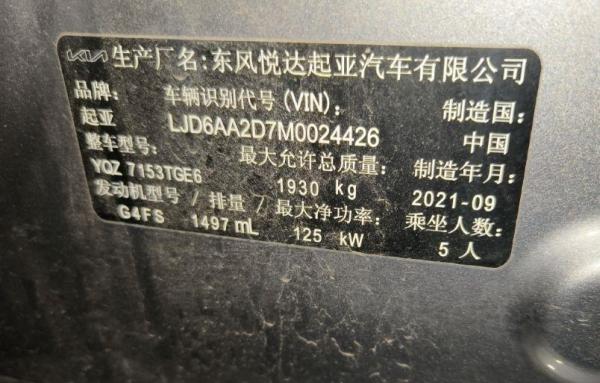 KIA 生产厂名:东风悦达起亚汽车有限公司
品牌: 车辆识别代号(VIN): 制造国:
起亚 LJD6AA2D7M0024426 中国
整车型号: 最大允许总质量: 制造年月:
YQZ 7153TGE6 1930 kg 2021-09
发动机型号 / 排量 / 最大净功率: 乘坐人数:
G4FS 1497 mL 125 kW 5 人